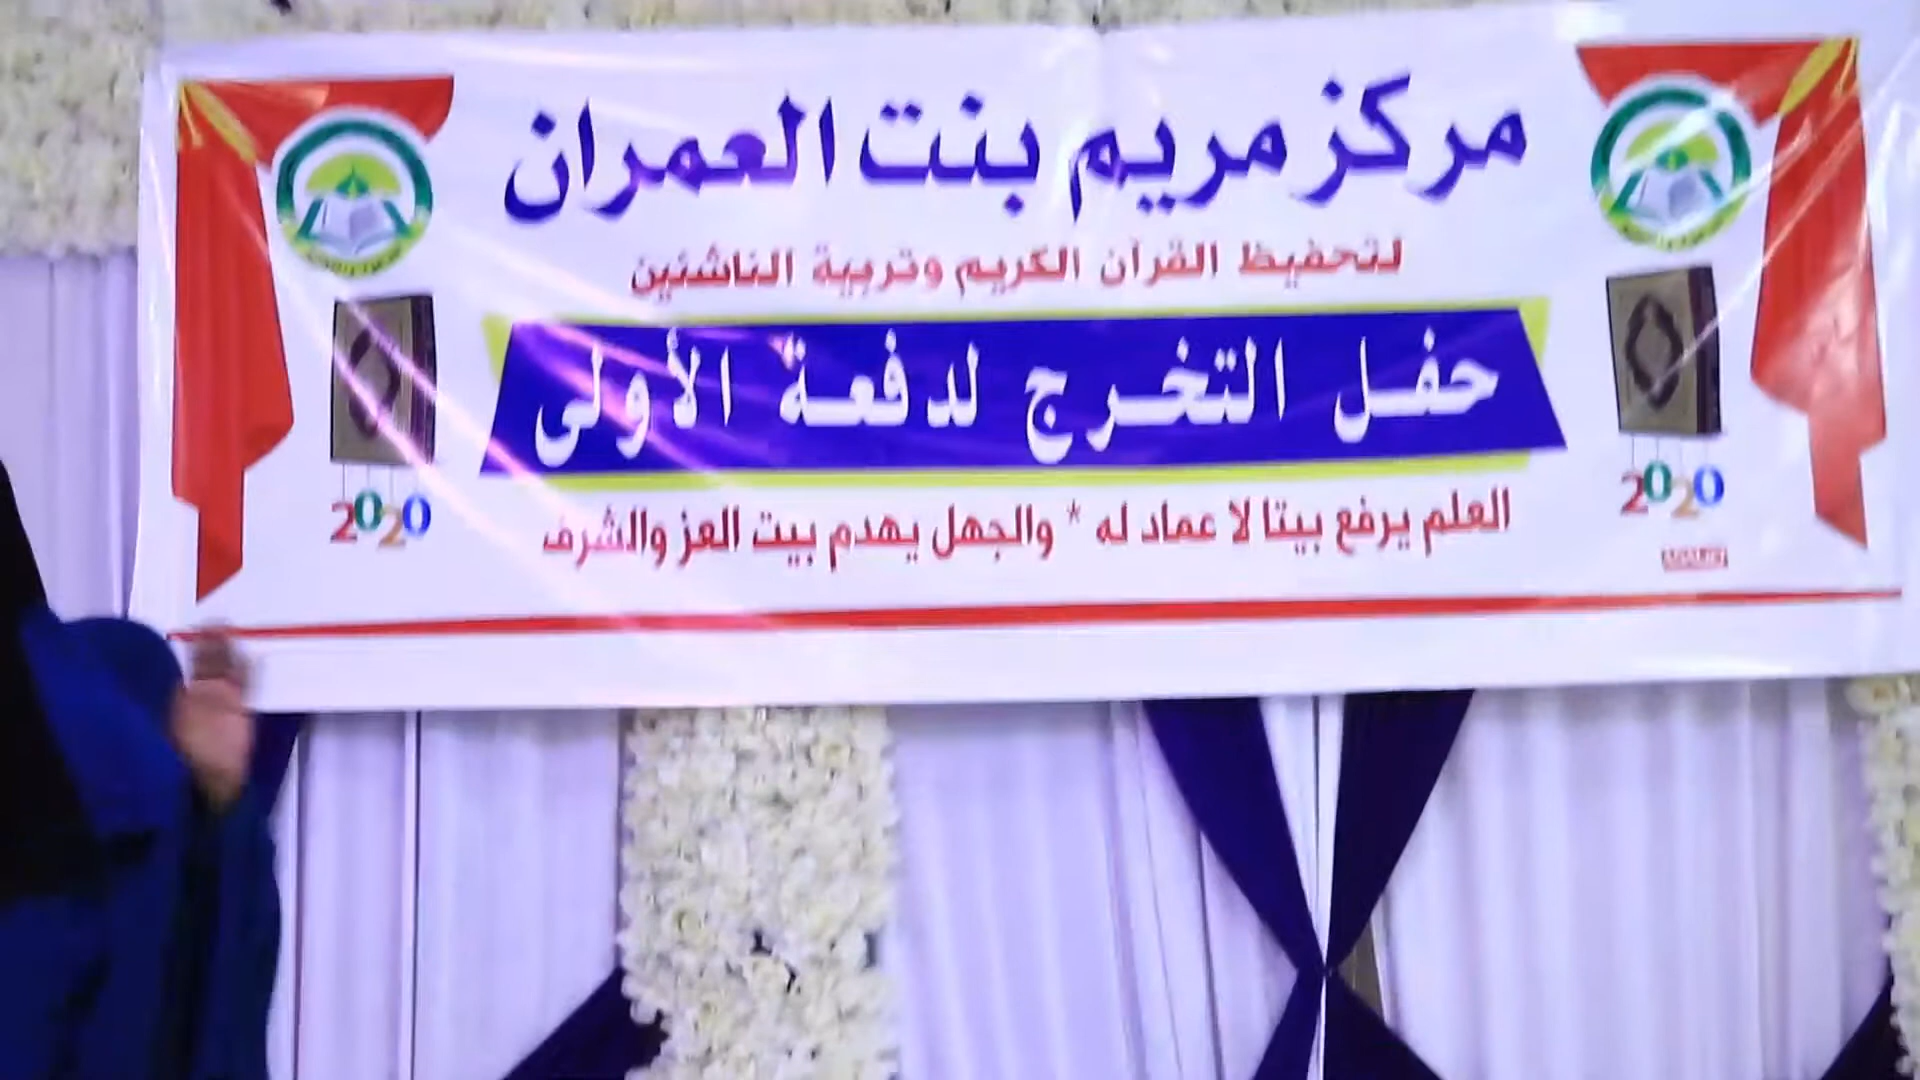 مركز مريم بنت العمران
لتحفيظ القرآن الكريم وتربية الناشئين
حفل التخرج لدفعة الأولى
العلم يرفع بيتا لا عماد له * والجهل يهدم بيت العز والشرف
2020
2020